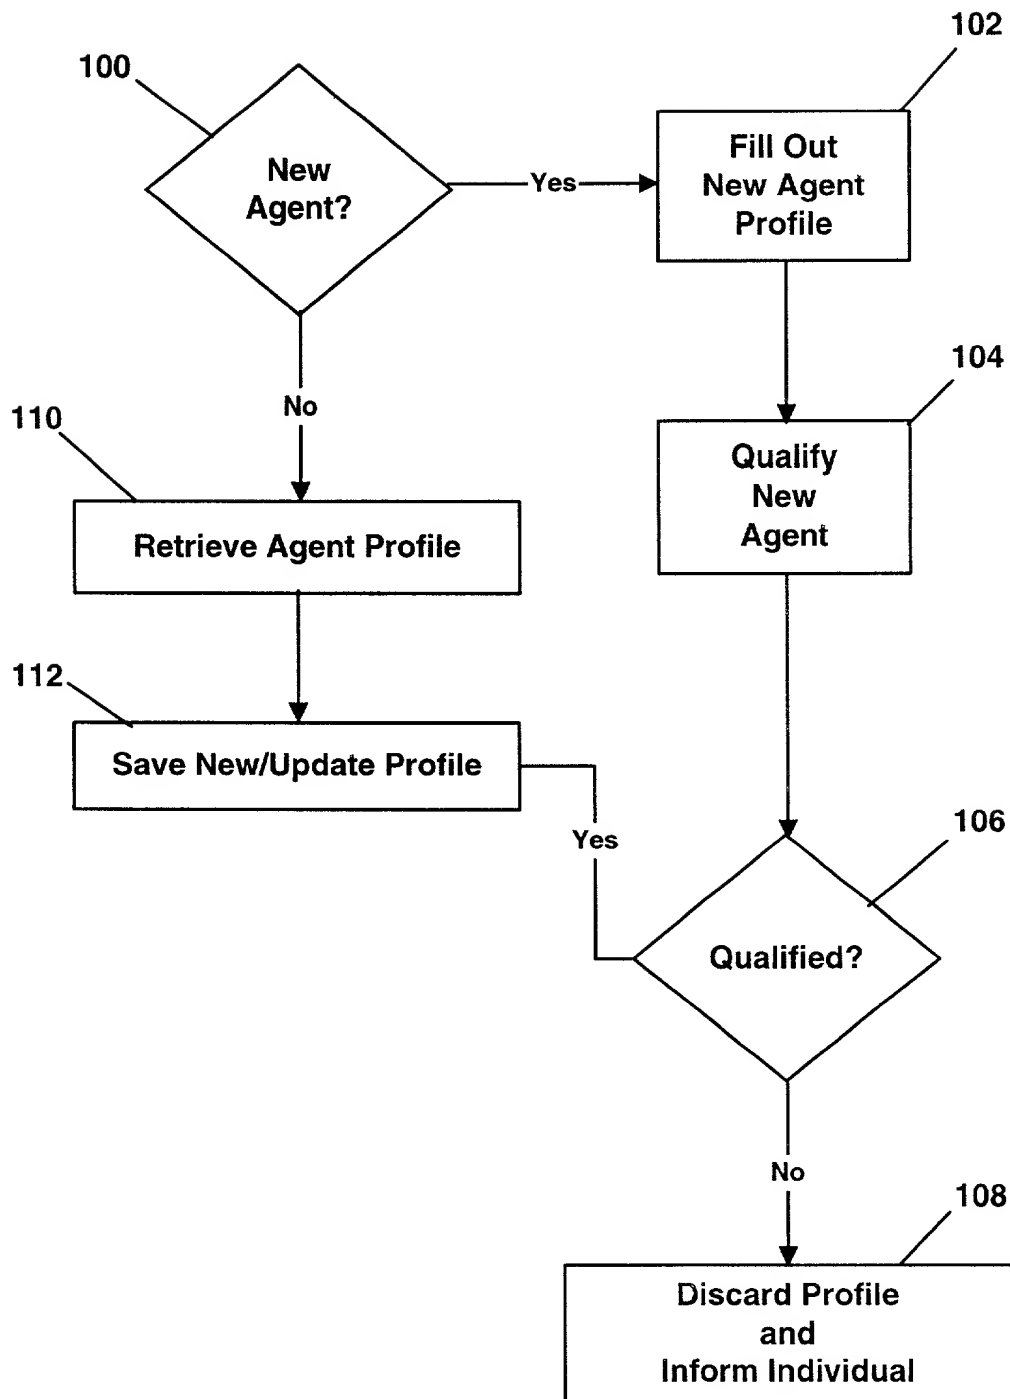 102
100
New
Agent?
Yes
Fill Out
New Agent
Profile
104
No
110
Qualify
New
Agent
Retrieve Agent Profile
112
Save New/Update Profile
Yes
106
Qualified?
No
108
Discard Profile
and
Inform Individual